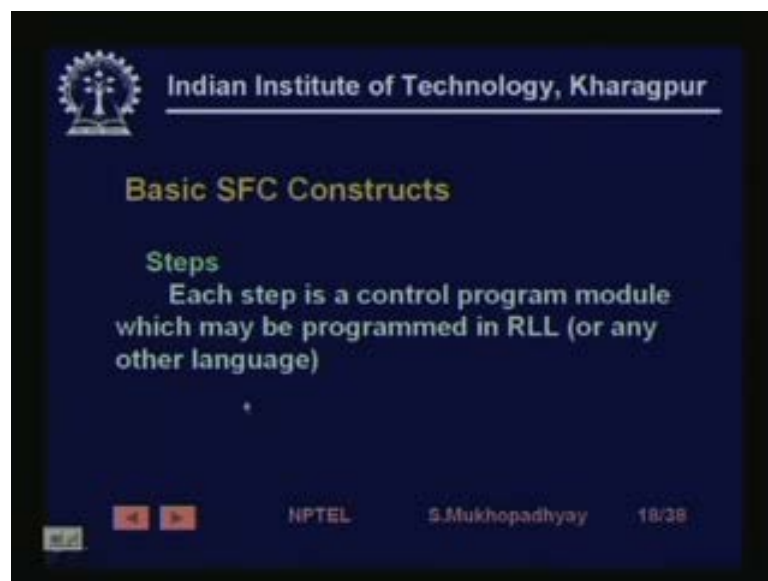 Indian Institute of Technology, Kharagpur
Basic SFC Constructs
Steps
Each step is a control program module
which may be programmed in RLL (or any
other language)
NPTEL S.Mukhopadhyay 18/38